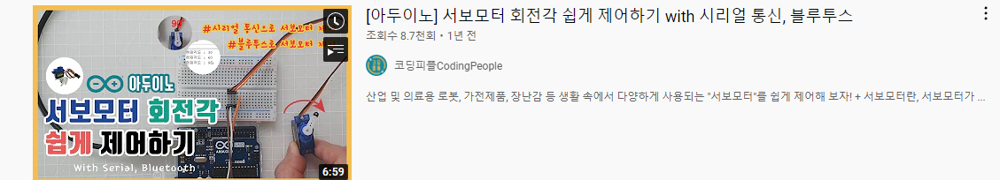 90
#시리얼 통신으로 서보모터 제
#블루투스로 서보모터 제
아두이노
서보모터 회전각
쉽게 제어하기
With Serial, Bluetooth
ARDUINO
6:59
[아두이노] 서보모터 회전각 쉽게 제어하기 with 시리얼 통신, 블루투스
조회수 8.7천회 • 1년 전
코딩피플CodingPeople
산업 및 의료용 로봇, 가전제품, 장난감 등 생활 속에서 다양하게 사용되는 "서보모터"를 쉽게 제어해 보자! + 서보모터란, 서보모터가 ...